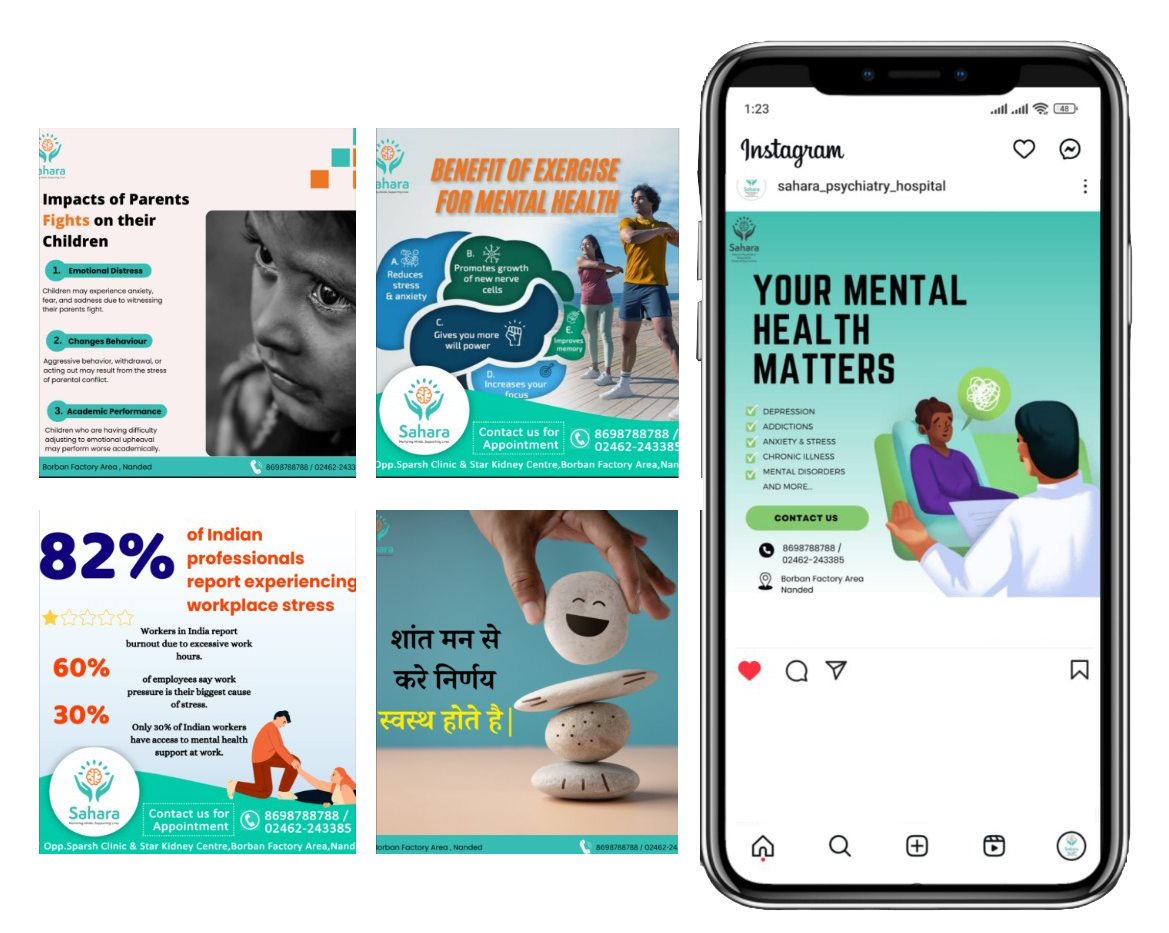 ahara
Impacts of Parents
Fights on their
Children
1. Emotional Distress
Children may experience anxiety,
fear, and sadness due to witnessing
their parents fight.
2. Changes Behaviour
Aggressive behavior, withdrawal, or
acting out may result from the stress
of parental conflict.
3. Academic Performance
Children who are having difficulty
adjusting to emotional upheaval
may perform worse academically.
Borban Factory Area , Nanded
8698788788 / 02462-2433
ahara
BENEFIT OF EXERCISE
FOR MENTAL HEALTH
A.
Reduces
stress
& anxiety
B.
Promotes growth
of new nerve
cells
C.
Gives you more
will power
E.
Improves
memory
D.
Increases your
focus
Sahara
Nurturing Minds, Supporting Lives
Contact us for
Appointment
8698788788 /
02462-243385
Opp.Sparsh Clinic & Star Kidney Centre,Borban Factory Area,Nan
82%
of Indian
professionals
report experiencing
workplace stress
Workers in India report
burnout due to excessive work
hours.
60%
of employees say work
pressure is their biggest cause
of stress.
30%
Only 30% of Indian workers
have access to mental health
support at work.
Sahara
Nurturing Minds, Supporting Lives
Contact us for
Appointment
8698788788 /
02462-243385
Opp.Sparsh Clinic & Star Kidney Centre,Borban Factory Area,Nand
ahara
शांत मन से
करे निर्णय
स्वस्थ होते है|
orban Factory Area , Nanded
8698788788 / 02462-24
1:23
48
Instagram
sahara_psychiatry_hospital
Sahara
YOUR MENTAL
HEALTH
MATTERS
DEPRESSION
ADDICTIONS
ANXIETY & STRESS
CHRONIC ILLNESS
MENTAL DISORDERS
AND MORE...
CONTACT US
8698788788 /
02462-243385
Borban Factory Area
Nanded